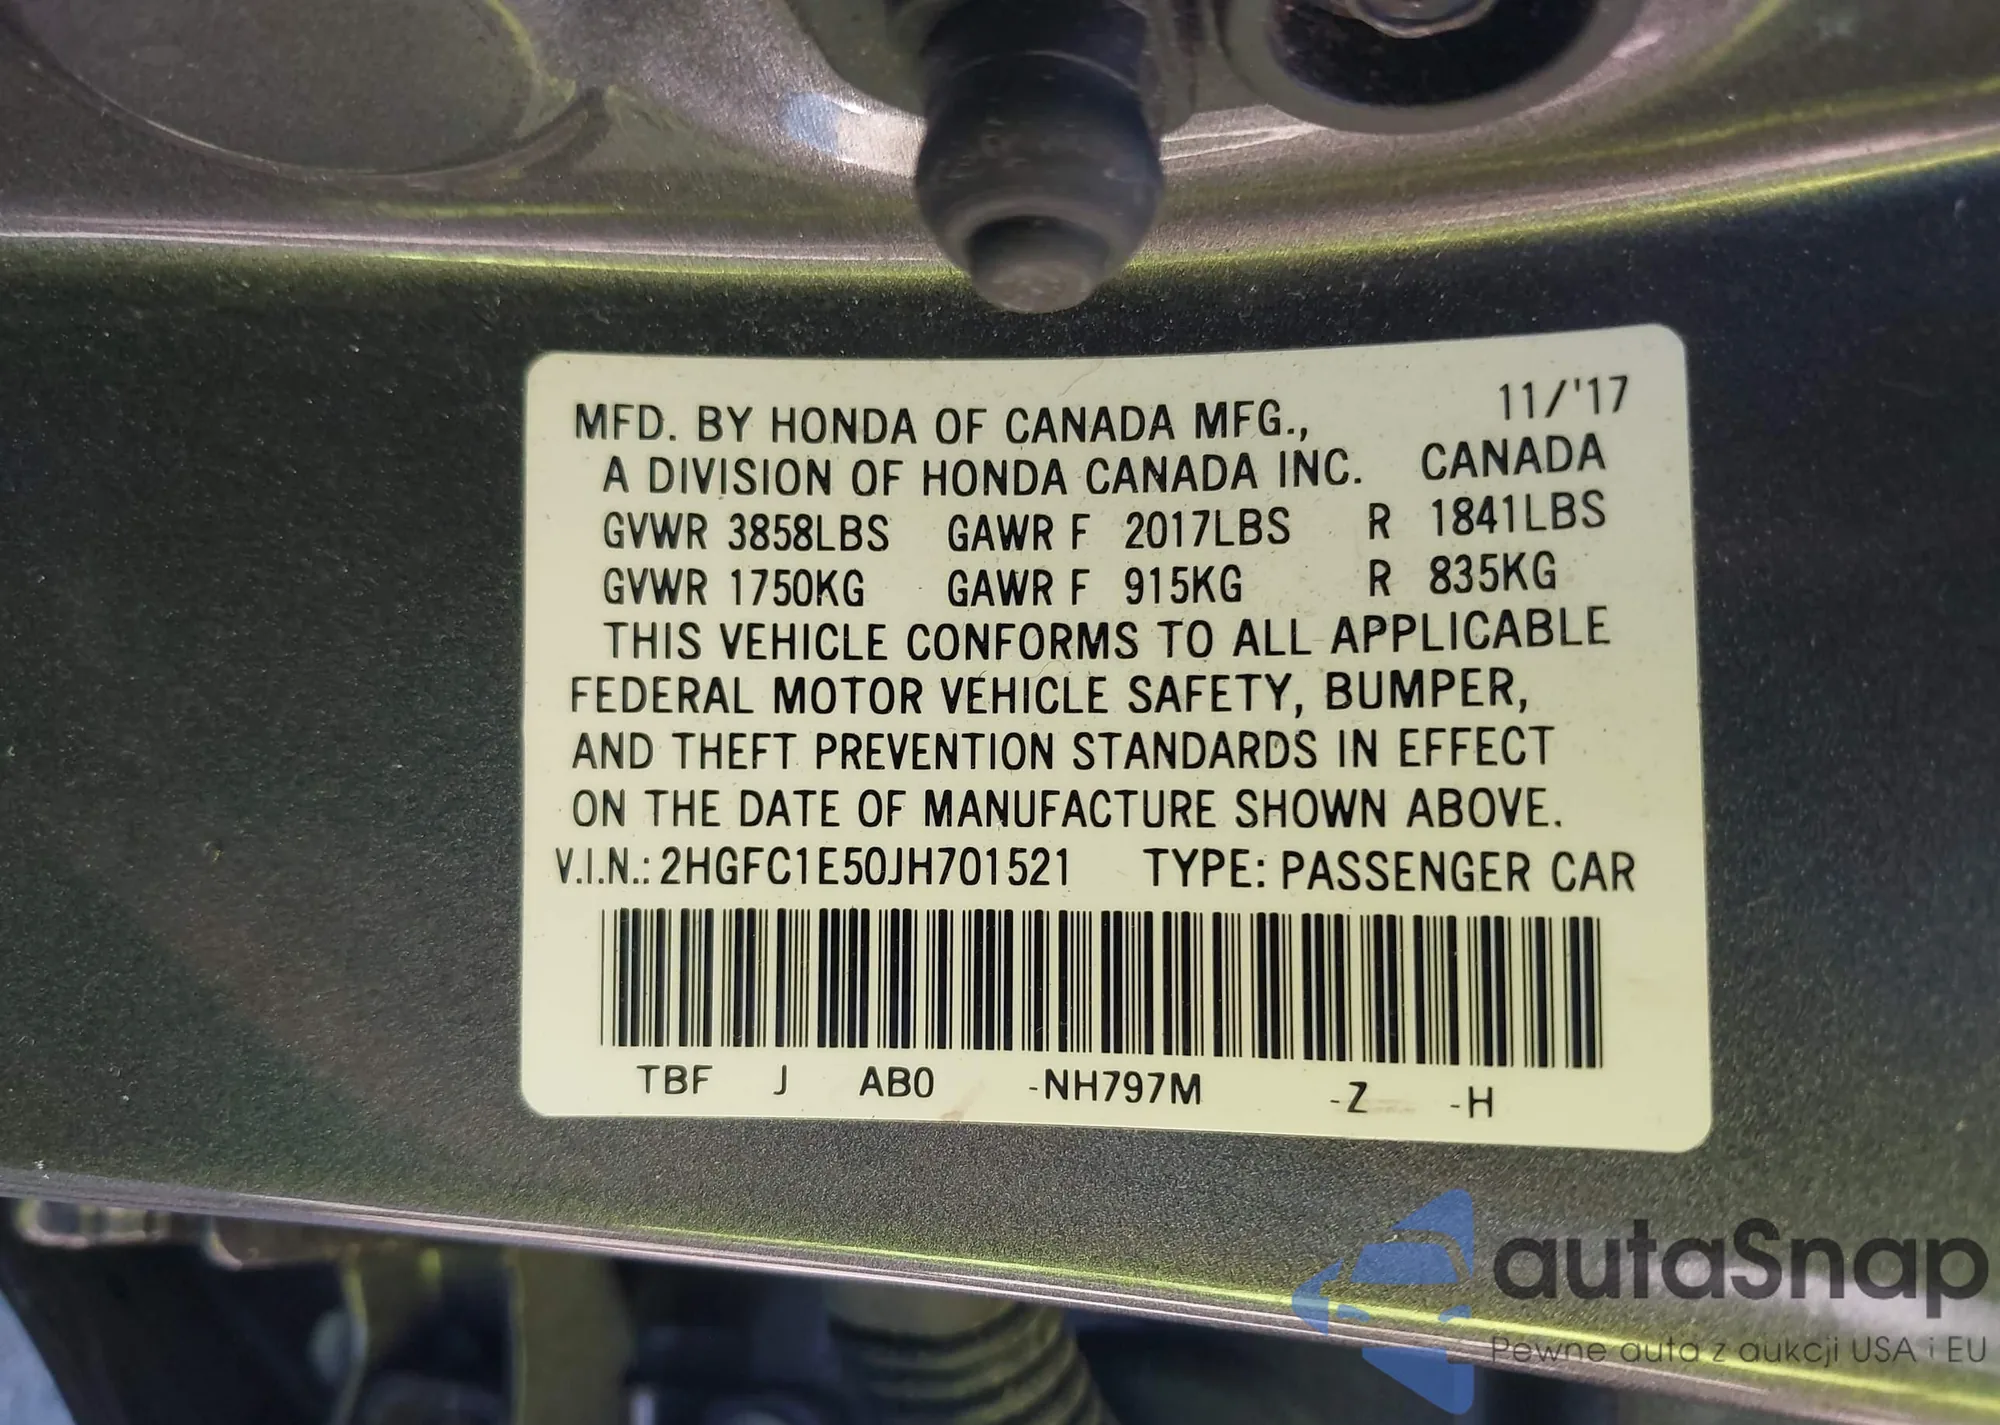 11/'17
MFD. BY HONDA OF CANADA MFG.,
A DIVISION OF HONDA CANADA INC. CANADA
GVWR 3858LBS GAWR F 2017LBS R 1841LBS
GVWR 1750KG GAWR F 915KG R 835KG
THIS VEHICLE CONFORMS TO ALL APPLICABLE
FEDERAL MOTOR VEHICLE SAFETY, BUMPER,
AND THEFT PREVENTION STANDARDS IN EFFECT
ON THE DATE OF MANUFACTURE SHOWN ABOVE.
V.I.N.: 2HGFC1E50JH701521 TYPE: PASSENGER CAR
TBF J AB0 -NH797M -Z -H
autaSnap
Pewne auta z aukcji USA i EU